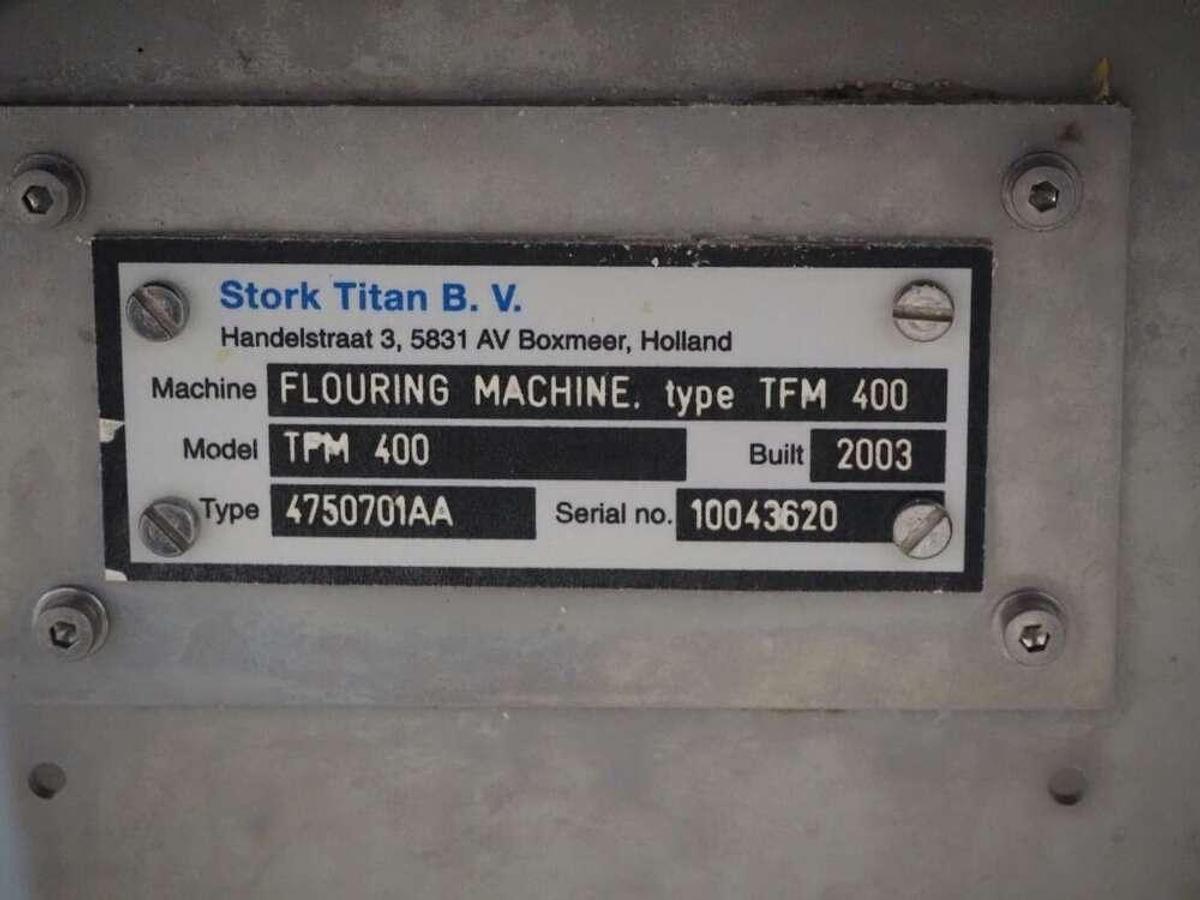 Stork Titan B. V.
Handelstraat 3, 5831 AV Boxmeer, Holland
Machine FLOURING MACHINE. type TFM 400
Model TFM 400 Built 2003
Type 4750701AA Serial no. 10043620